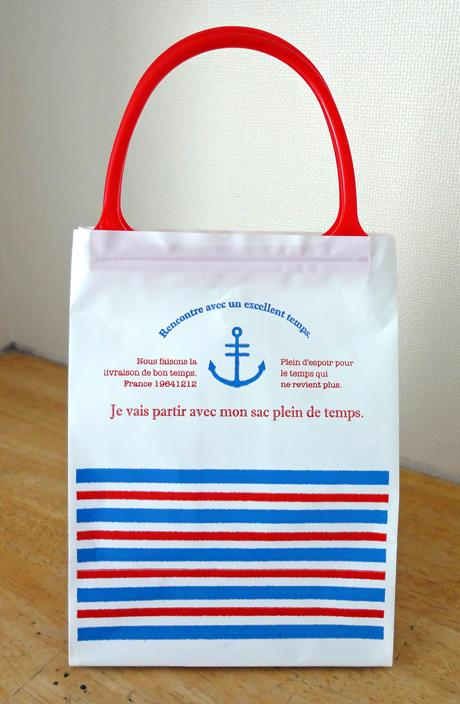 Rencontre avec un excellent temps.
Nous faisons la
livraison de bon temps.
France 19641212
Plein d'espoir pour
le temps qui
ne revient plus.
Je vais partir avec mon sac plein de temps.